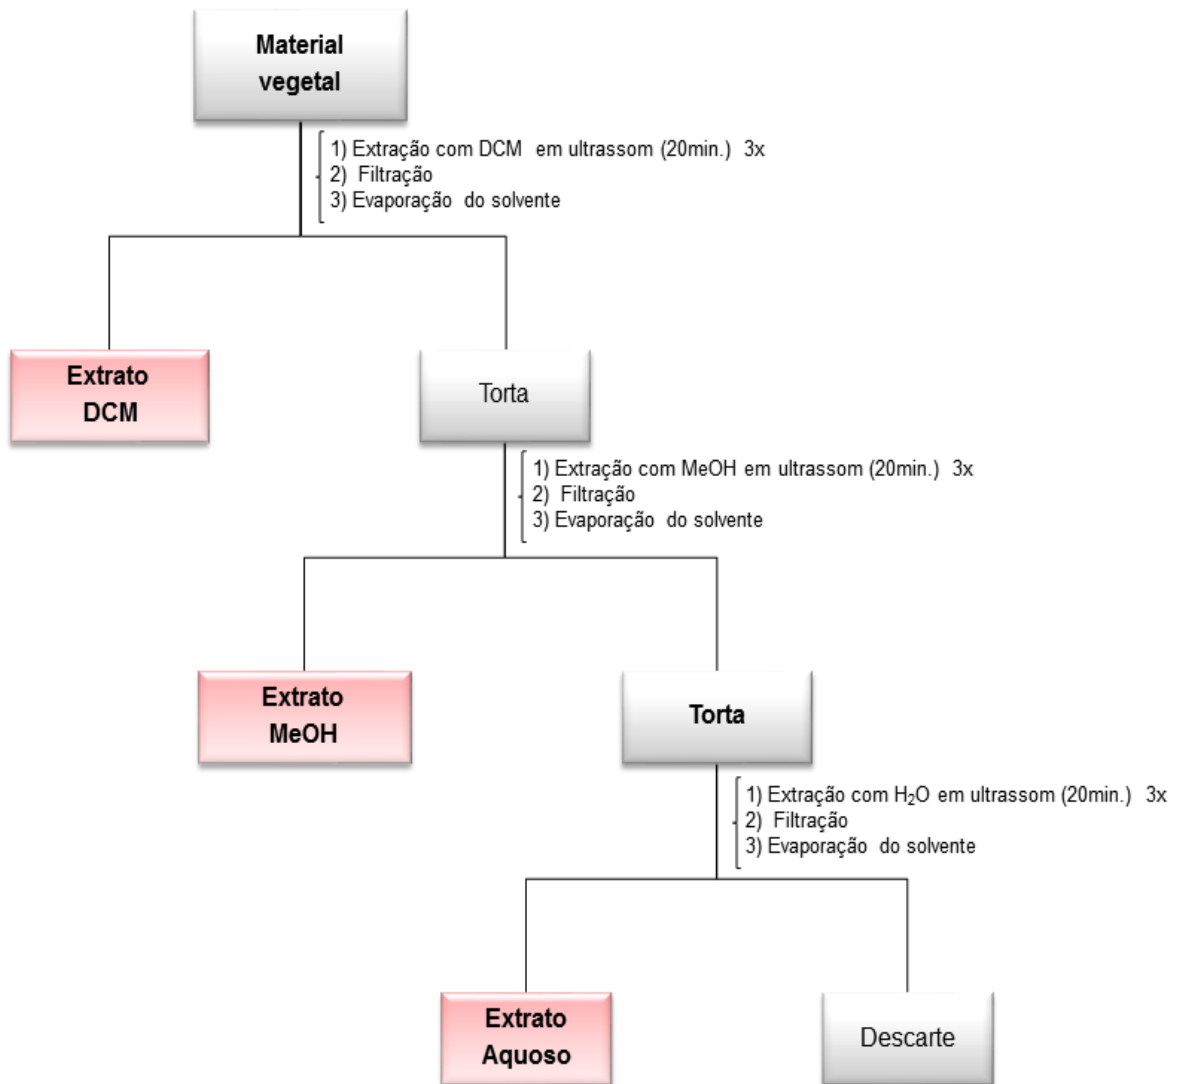 Material
vegetal
1) Extração com DCM em ultrassom (20min.) 3x
2) Filtração
3) Evaporação do solvente
Extrato
DCM
Torta
1) Extração com MeOH em ultrassom (20min.) 3x
2) Filtração
3) Evaporação do solvente
Extrato
MeOH
Torta
1) Extração com H₂O em ultrassom (20min.) 3x
2) Filtração
3) Evaporação do solvente
Extrato
Aquoso
Descarte